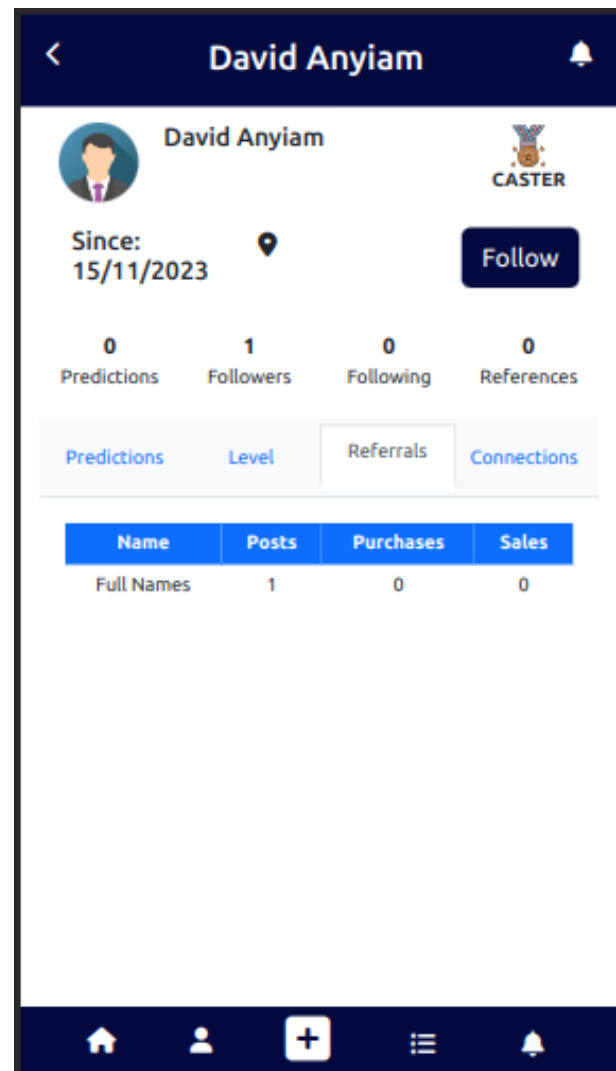 David Anyiam
David Anyiam
CASTER
Since:
15/11/2023
Follow
0 1 0 0
Predictions Followers Following References
Predictions Level Referrals Connections
Name Posts Purchases Sales
Full Names 1 0 0